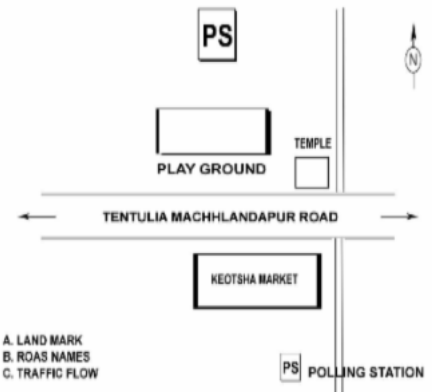 PS
N
TEMPLE
PLAY GROUND
TENTULIA MACHHLANDAPUR ROAD
KEOTSHA MARKET
A. LAND MARK
B. ROAS NAMES
C. TRAFFIC FLOW
PS POLLING STATION